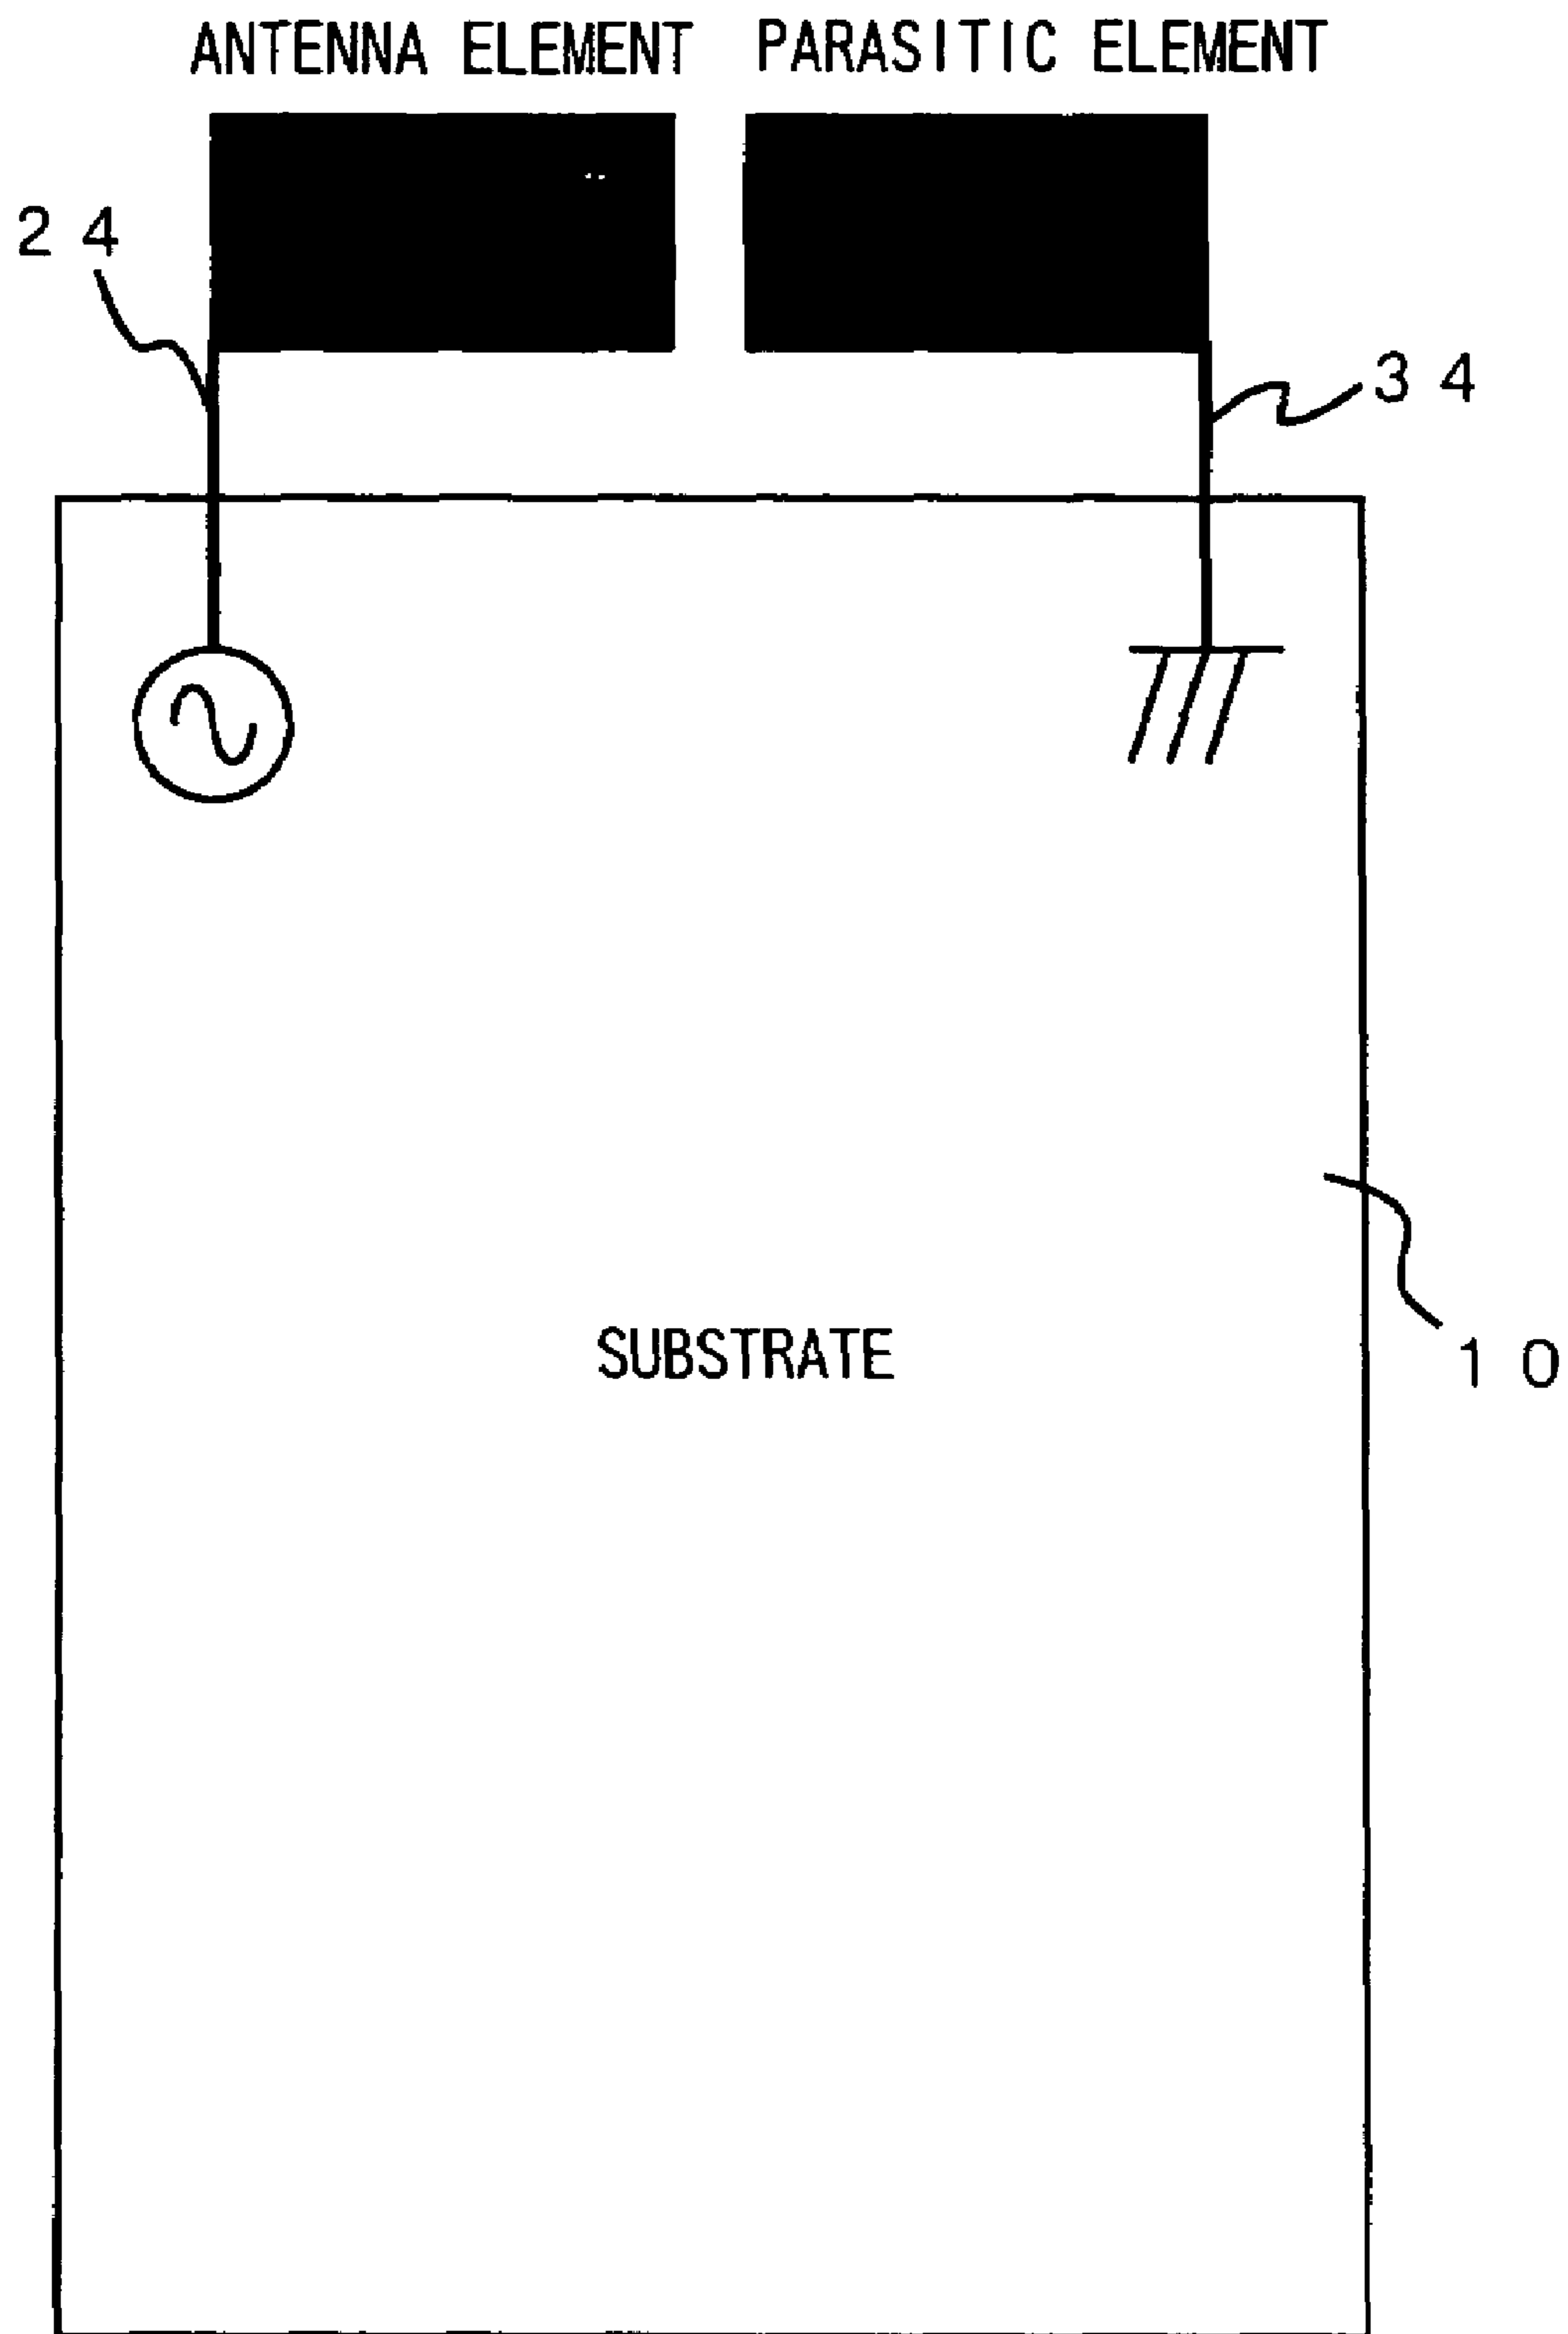 ANTENNA ELEMENT PARASITIC ELEMENT
24
34
SUBSTRATE
10